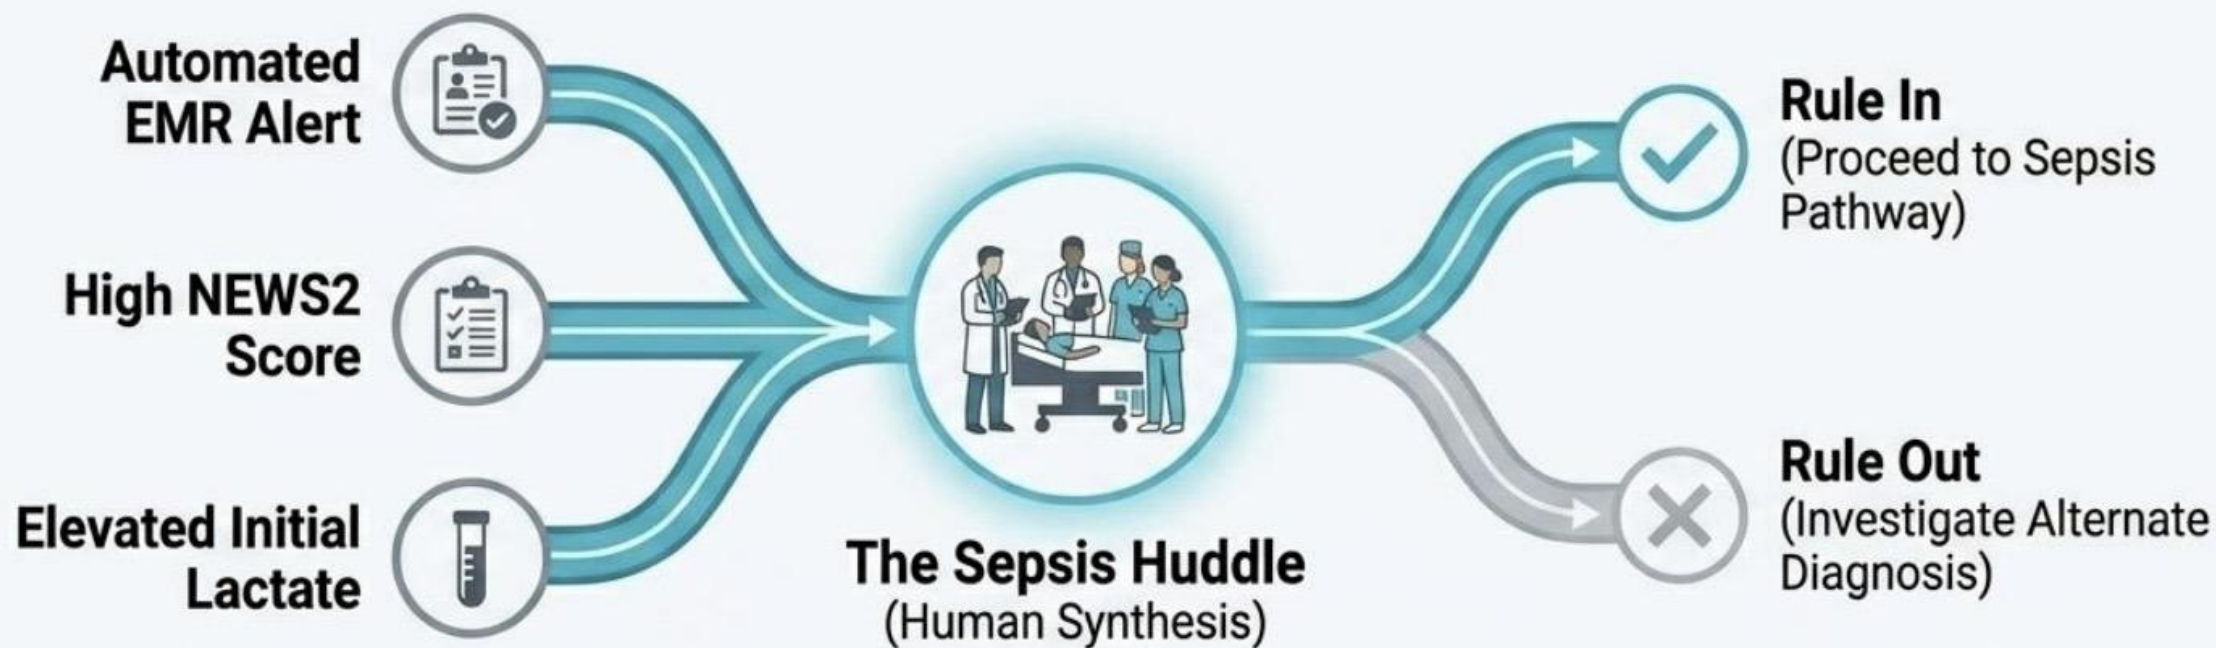 Automated
EMR Alert
High NEWS2
Score
Elevated Initial
Lactate
The Sepsis Huddle
(Human Synthesis)
Rule In
(Proceed to Sepsis
Pathway)
Rule Out
(Investigate Alternate
Diagnosis)